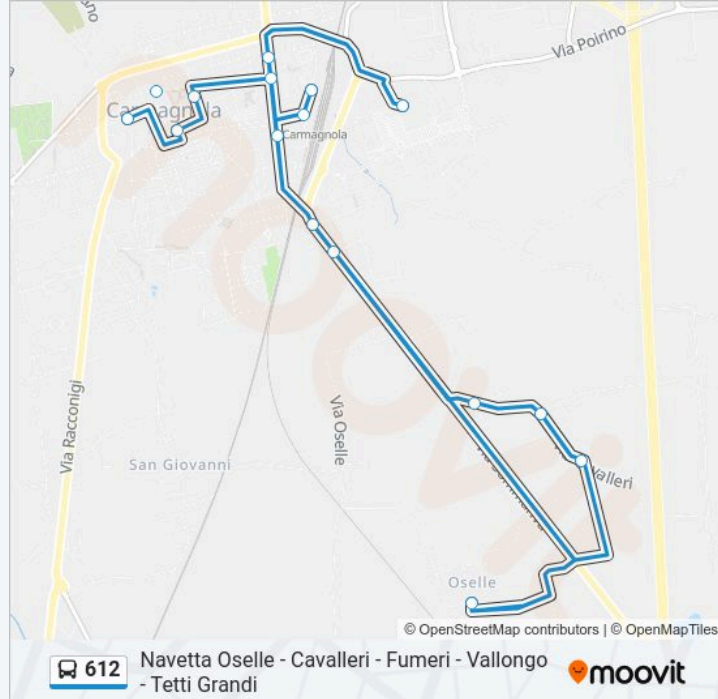 Via Poirino
Carmagnola
Carmagnola
Via Racconigi
Via Oselle
San Giovanni
Oselle
© OpenStreetMap contributors | © OpenMapTiles
612
Navetta Oselle - Cavalleri - Fumeri - Vallongo
- Tetti Grandi
moovit